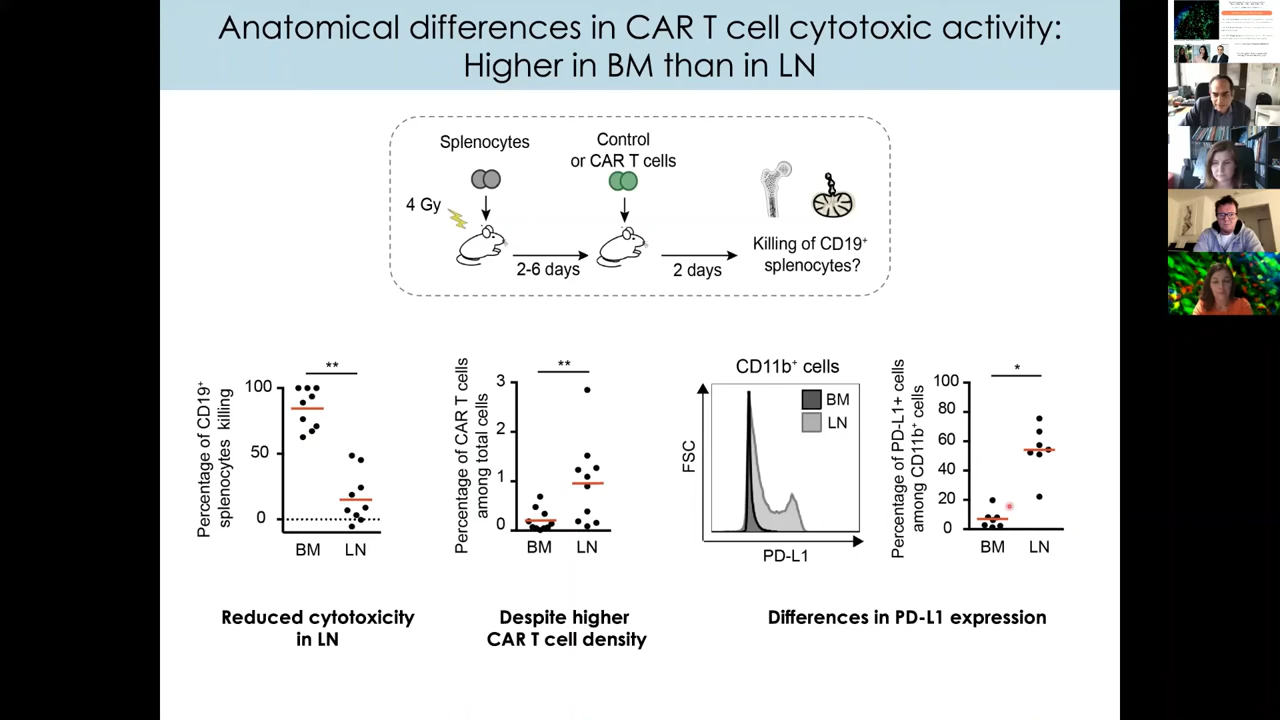 Anatomical differences in CAR T cell cytotoxic activity:
Higher in BM than in LN
Splenocytes
Control
or CAR T cells
4 Gy
2-6 days
2 days
Killing of CD19+
splenocytes?
Percentage of CD19+
splenocytes killing
100
50
0
**
BM
LN
Percentage of CAR T cells
among total cells
3
2
1
0
**
BM
LN
CD11b+ cells
FSC
BM
LN
PD-L1
Percentage of PD-L1+ cells
among CD11b+ cells
100
80
60
40
20
0
*
BM
LN
Reduced cytotoxicity
in LN
Despite higher
CAR T cell density
Differences in PD-L1 expression